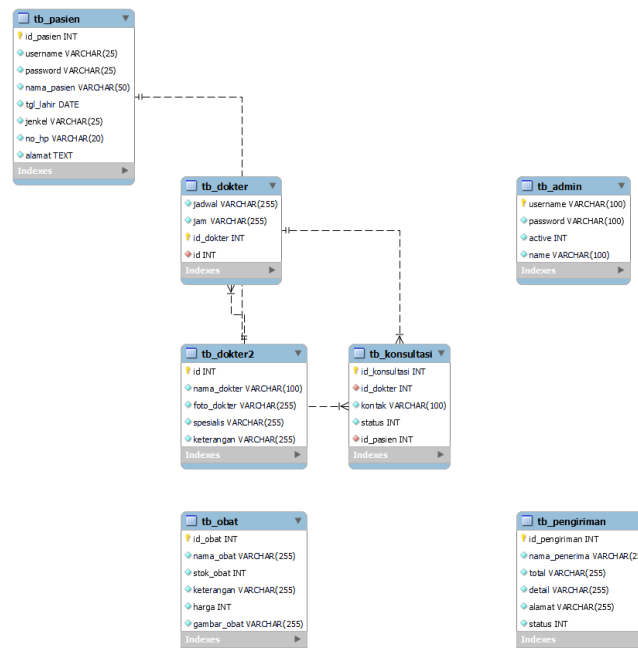 tb_pasien
id_pasien INT
username VARCHAR(25)
password VARCHAR(25)
nama_pasien VARCHAR(50)
tgl_lahir DATE
jenkel VARCHAR(25)
no_hp VARCHAR(20)
alamat TEXT
Indexes
tb_dokter
jadwal VARCHAR(255)
jam VARCHAR(255)
id_dokter INT
id INT
Indexes
tb_admin
username VARCHAR(100)
password VARCHAR(100)
active INT
name VARCHAR(100)
Indexes
tb_dokter2
id INT
nama_dokter VARCHAR(100)
foto_dokter VARCHAR(255)
spesialis VARCHAR(255)
keterangan VARCHAR(255)
Indexes
tb_konsultasi
id_konsultasi INT
id_dokter INT
kontak VARCHAR(100)
status INT
id_pasien INT
Indexes
tb_obat
id_obat INT
nama_obat VARCHAR(255)
stok_obat INT
keterangan VARCHAR(255)
harga INT
gambar_obat VARCHAR(255)
Indexes
tb_pengiriman
id_pengiriman INT
nama_penerima
total VARCHAR(255)
detail VARCHAR(255)
alamat VARCHAR(255)
status INT
Indexes